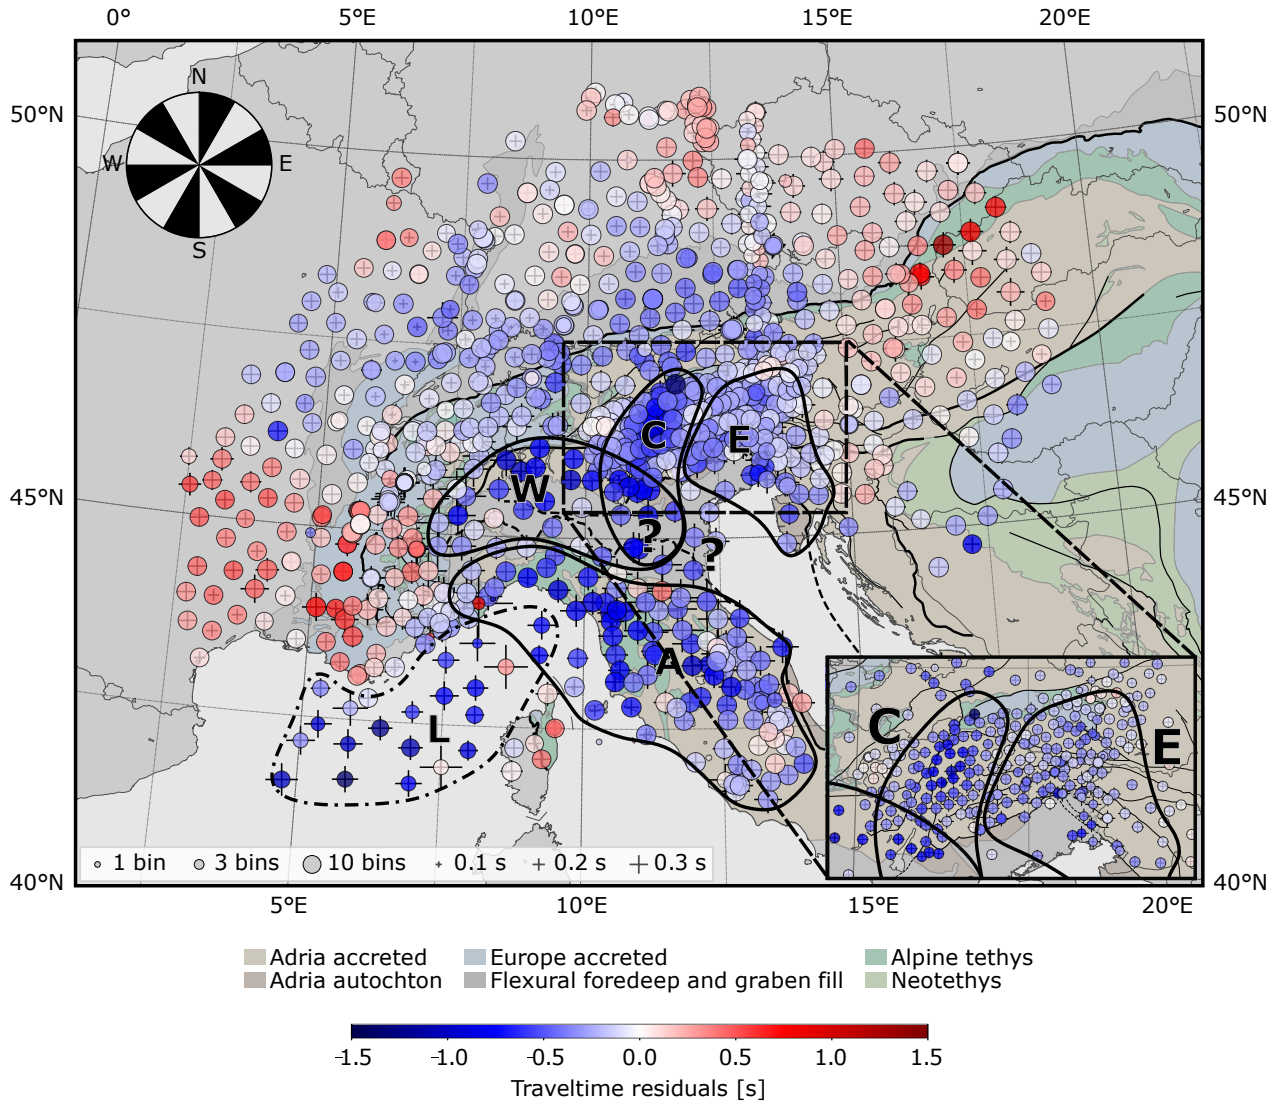 0° 5°E 10°E 15°E 20°E
N
50°N 50°N
W E
S
C
E
W
? ?
45°N 45°N
A
L
C E
1 bin 3 bins 10 bins 0.1 s 0.2 s 0.3 s
40°N 40°N
5°E 10°E 15°E 20°E
Adria accreted Europe accreted Alpine tethys
Adria autochton Flexural foredeep and graben fill Neotethys
-1.5 -1.0 -0.5 0.0 0.5 1.0 1.5
Traveltime residuals [s]